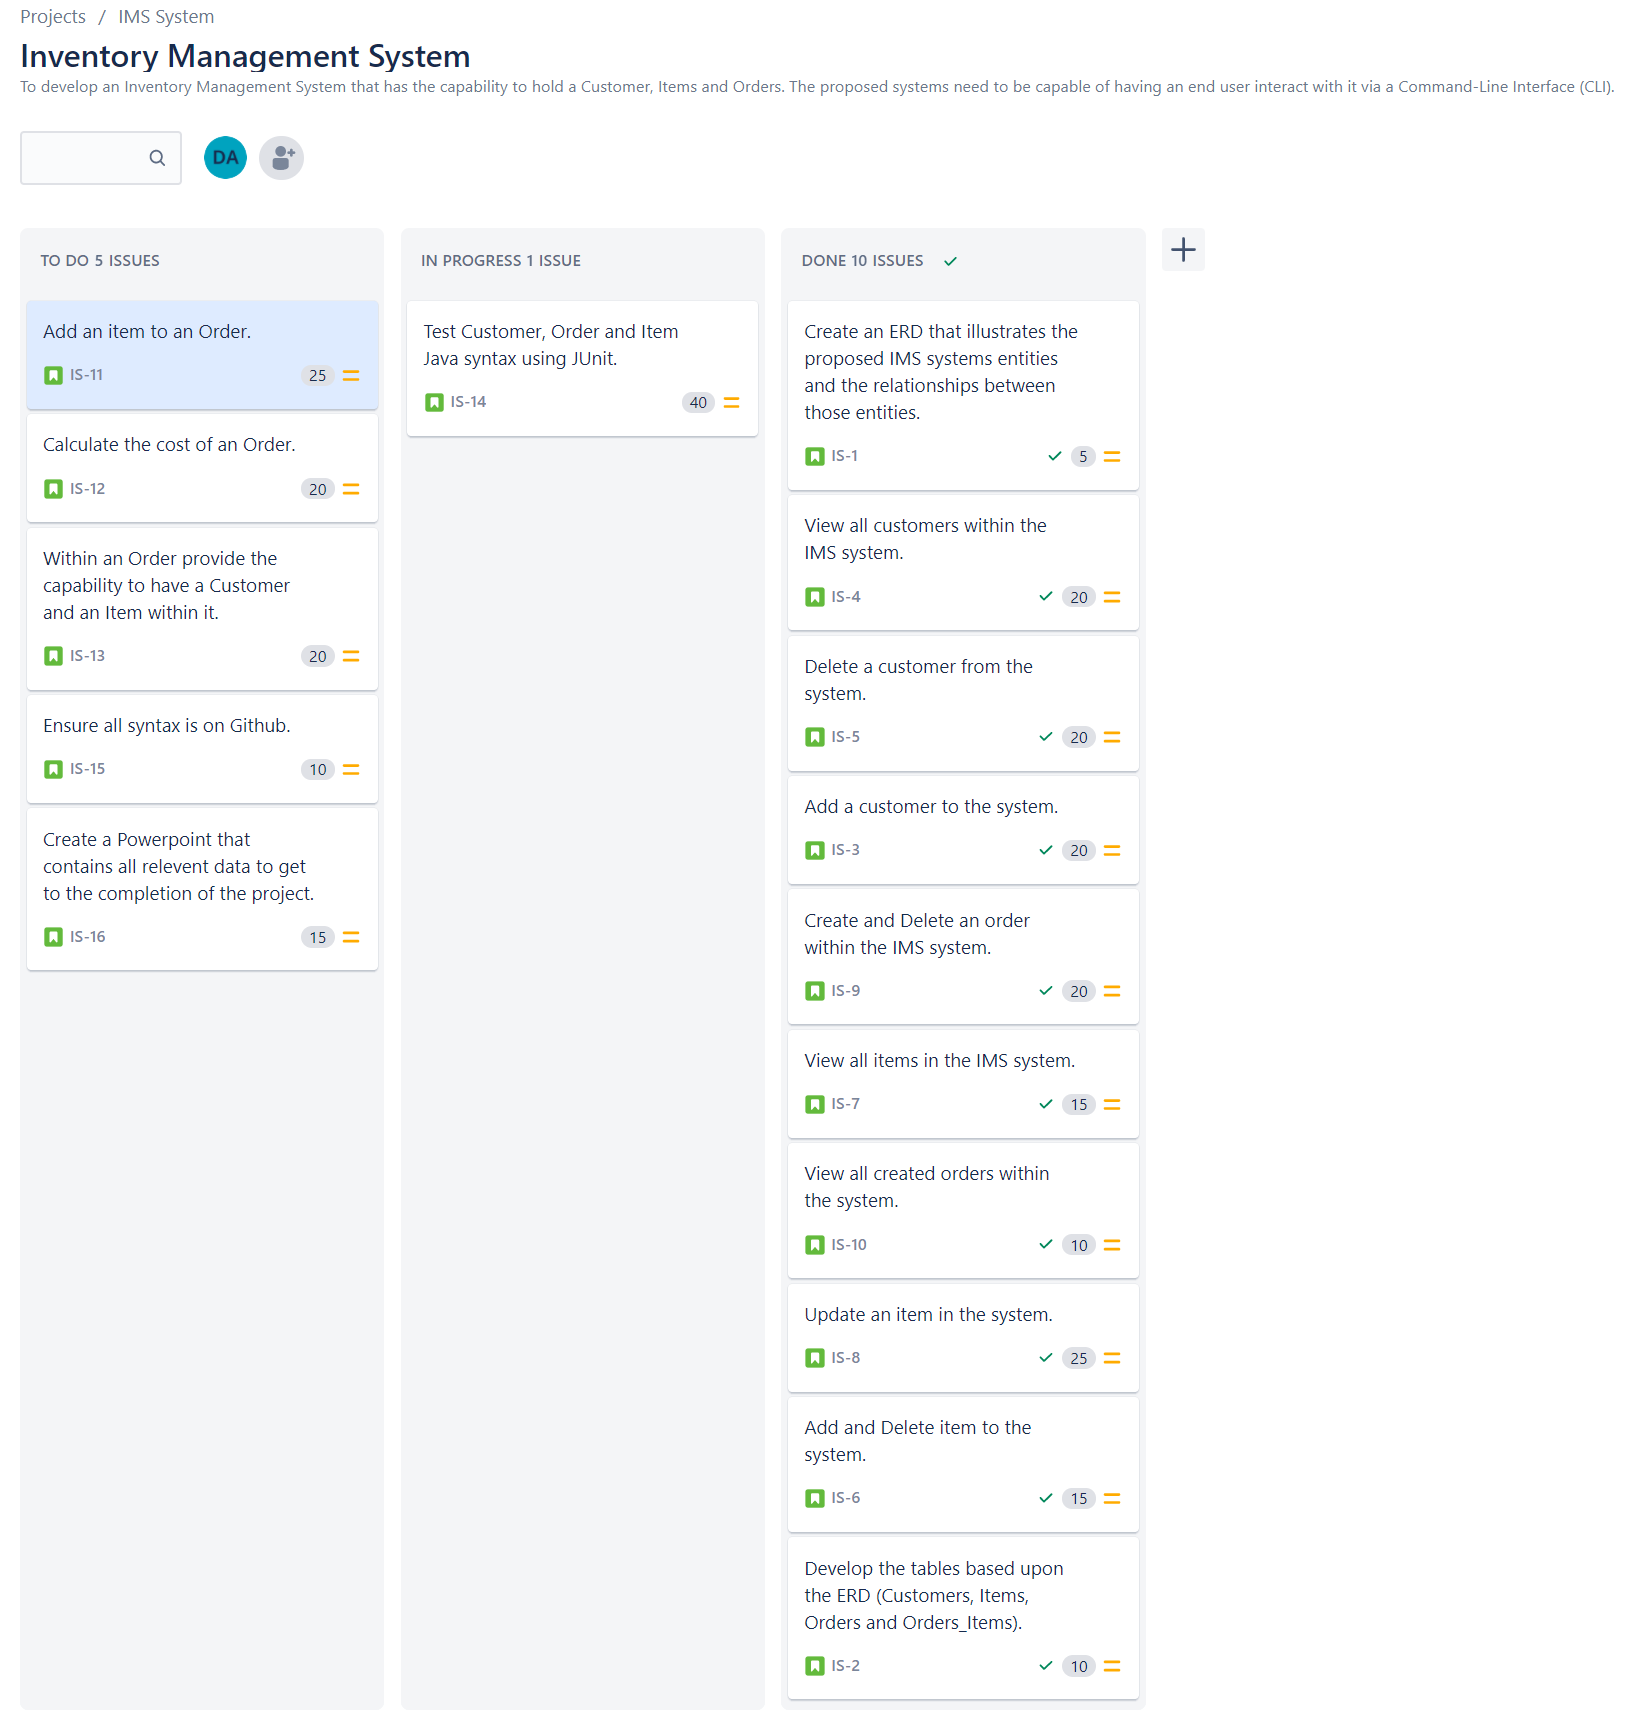 Projects / IMS System
Inventory Management System
To develop an Inventory Management System that has the capability to hold a Customer, Items and Orders. The proposed systems need to be capable of having an end user interact with it via a Command-Line Interface (CLI).
DA
TO DO 5 ISSUES
Add an item to an Order.
IS-11 25
Calculate the cost of an Order.
IS-12 20
Within an Order provide the
capability to have a Customer
and an Item within it.
IS-13 20
Ensure all syntax is on Github.
IS-15 10
Create a Powerpoint that
contains all relevent data to get
to the completion of the project.
IS-16 15
IN PROGRESS 1 ISSUE
Test Customer, Order and Item
Java syntax using JUnit.
IS-14 40
DONE 10 ISSUES
Create an ERD that illustrates the
proposed IMS systems entities
and the relationships between
those entities.
IS-1 5
View all customers within the
IMS system.
IS-4 20
Delete a customer from the
system.
IS-5 20
Add a customer to the system.
IS-3 20
Create and Delete an order
within the IMS system.
IS-9 20
View all items in the IMS system.
IS-7 15
View all created orders within
the system.
IS-10 10
Update an item in the system.
IS-8 25
Add and Delete item to the
system.
IS-6 15
Develop the tables based upon
the ERD (Customers, Items,
Orders and Orders_Items).
IS-2 10